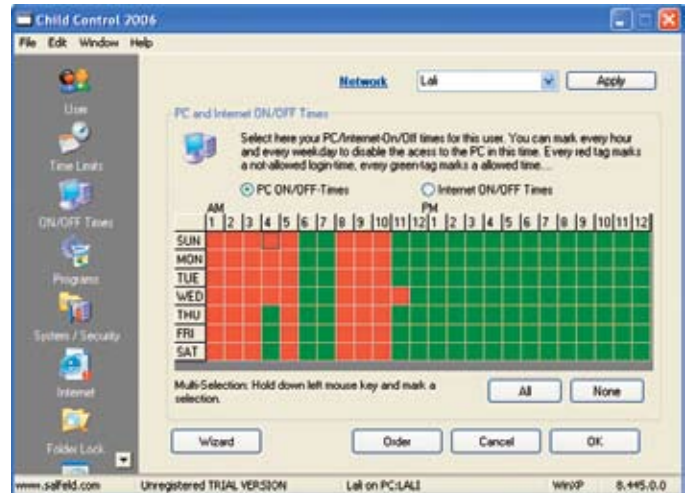 Child Control 2006
File Edit Window Help
Network Lali Apply
User
Time Limits
ON/OFF Times
Programs
System / Security
Internet
Folder Lock
PC and Internet ON/OFF Times
Select here your PC/Internet-On/Off times for this user. You can mark every hour
and every weekday to disable the acess to the PC in this time. Every red tag marks
a not allowed login-time, every green-tag marks a allowed time....
PC ON/OFF-Times Internet ON/OFF Times
AM PM
1 2 3 4 5 6 7 8 9 10 11 12 1 2 3 4 5 6 7 8 9 10 11 12
SUN
MON
TUE
WED
THU
FRI
SAT
Multi-Selection: Hold down left mouse key and mark a
selection.
All None
Wizard Order Cancel OK
www.salfeld.com Unregistered TRIAL VERSION Lali on PC:LALI WinXP 8.445.0.0